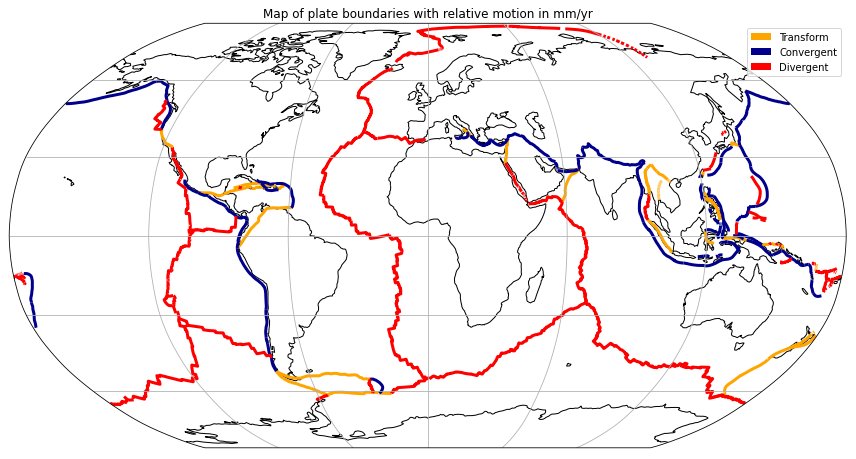 Map of plate boundaries with relative motion in mm/yr
Transform
Convergent
Divergent